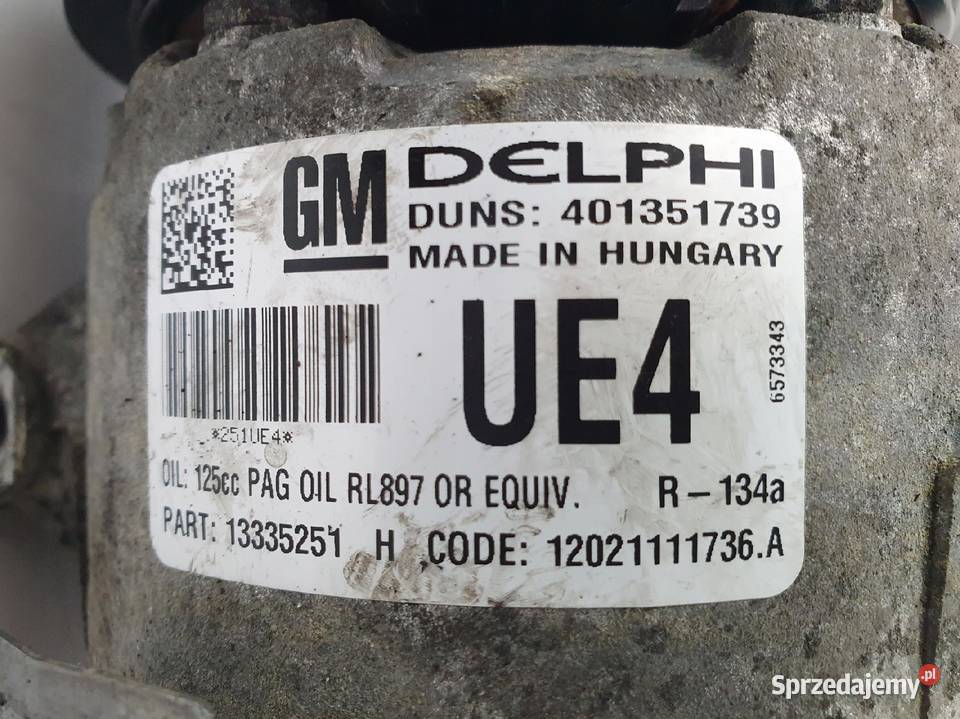 GM DELPHI
DUNS: 401351739
MADE IN HUNGARY
UE4
6573343
*251UE4*
OIL: 125cc PAG OIL RL897 OR EQUIV. R-134a
PART: 13335251 H CODE: 12021111736.A
Sprzedajemy.pl